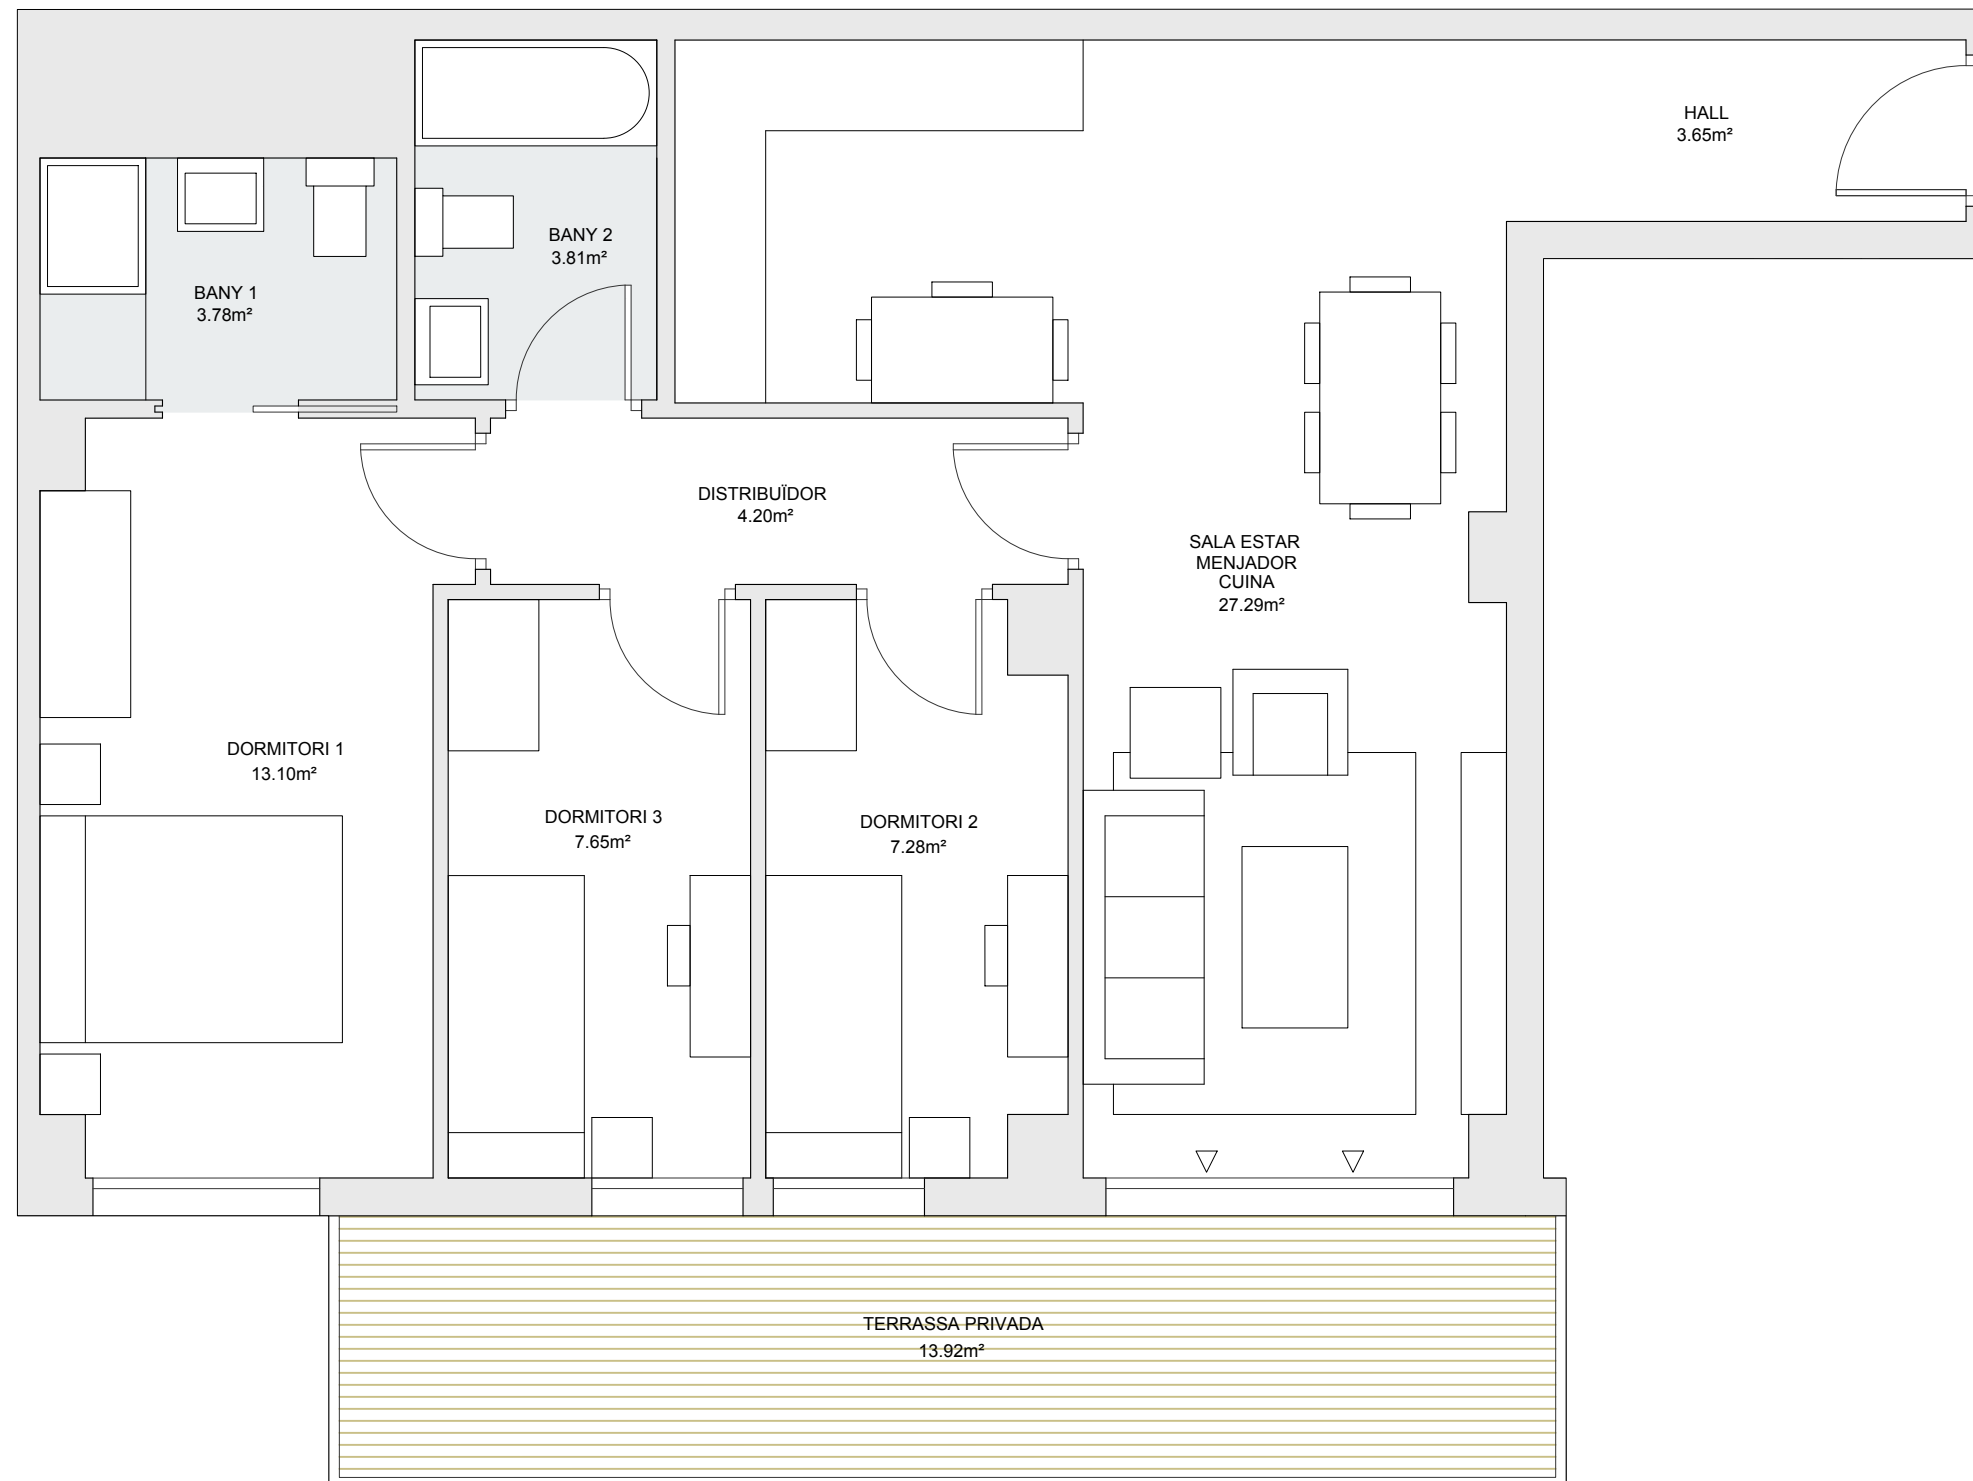 HALL
3.65m²
BANY 2
3.81m²
BANY 1
3.78m²
DISTRIBUÏDOR
4.20m²
SALA ESTAR
MENJADOR
CUINA
27.29m²
DORMITORI 1
13.10m²
DORMITORI 3
7.65m²
DORMITORI 2
7.28m²
TERRASSA PRIVADA
13.92m²